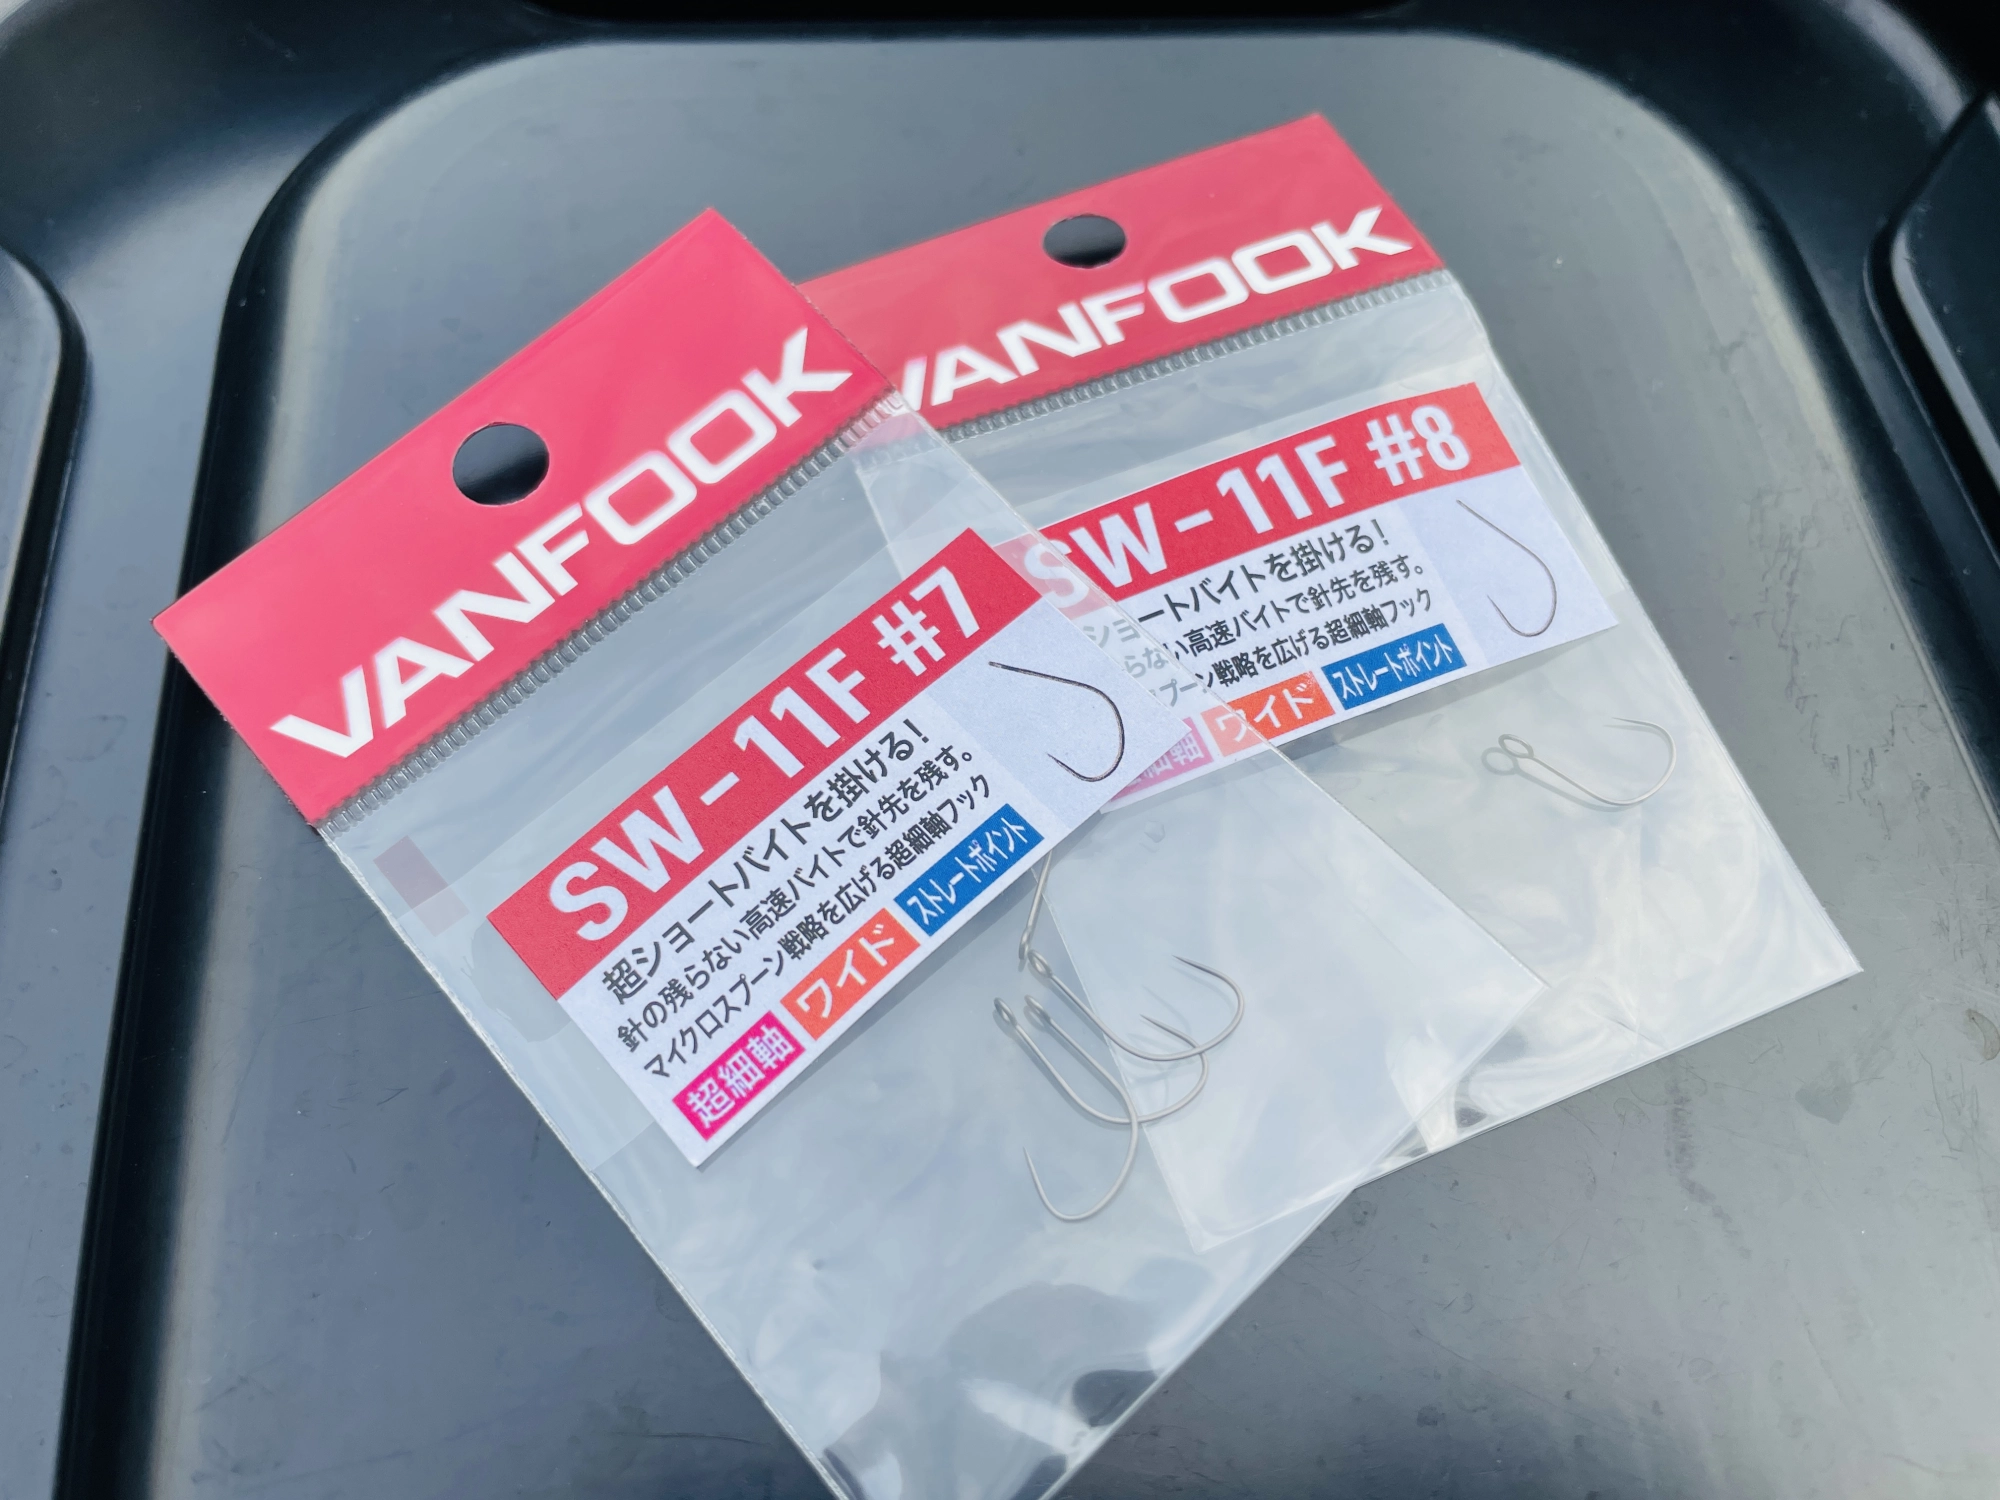 VANFOOK
SW-11F #7
超ショートバイトを掛ける!
針の残らない高速バイトで針先を残す。
マイクロスプーン戦略を広げる超細軸フック
超細軸 ワイド ストレートポイント
VANFOOK
SW-11F #8
ショートバイトを掛ける!
らない高速バイトで針先を残す。
プーン戦略を広げる超細軸フック
細軸 ワイド ストレートポイント